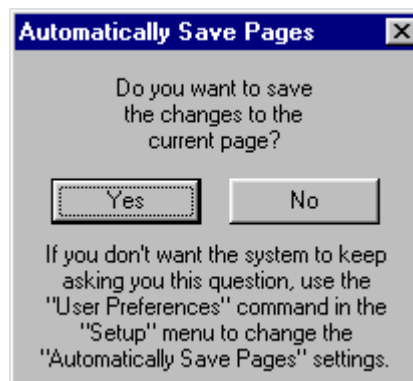 Automatically Save Pages
Do you want to save
the changes to the
current page?
Yes
No
If you don't want the system to keep
asking you this question, use the
"User Preferences" command in the
"Setup" menu to change the
"Automatically Save Pages" settings.